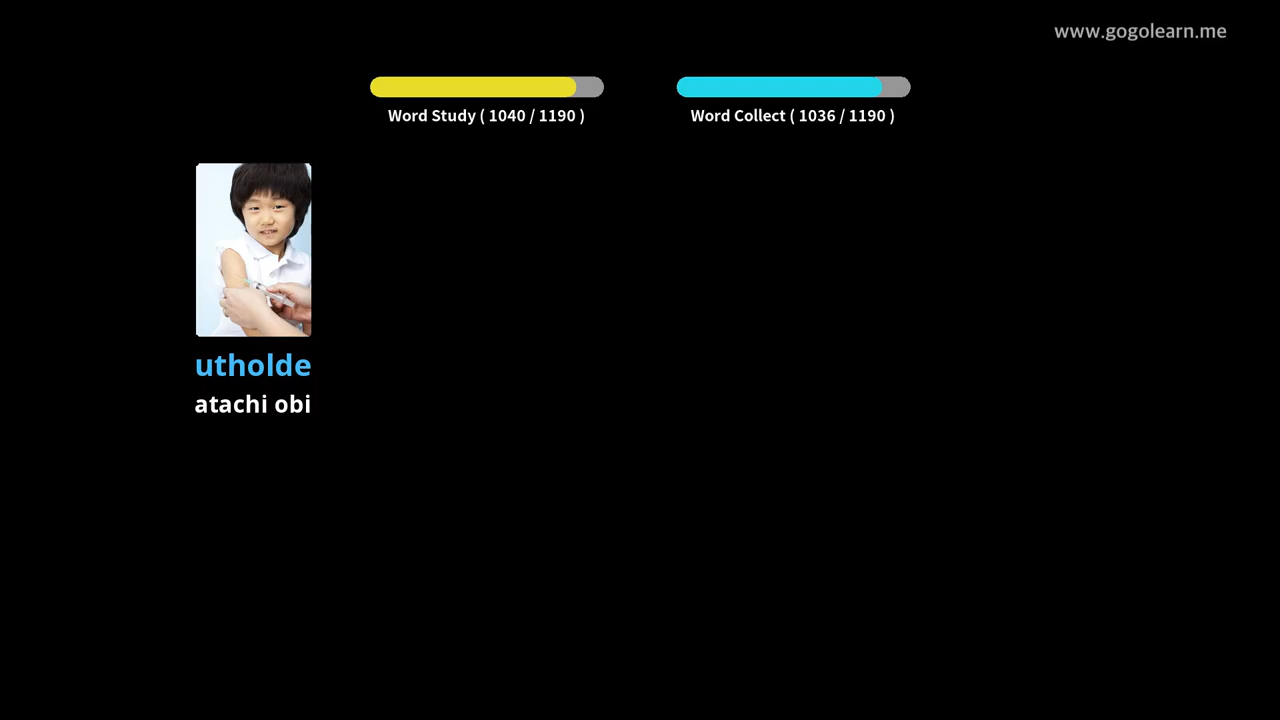 www.gogolearn.me
Word Study ( 1040 / 1190 )
Word Collect ( 1036 / 1190 )
utholde
atachi obi